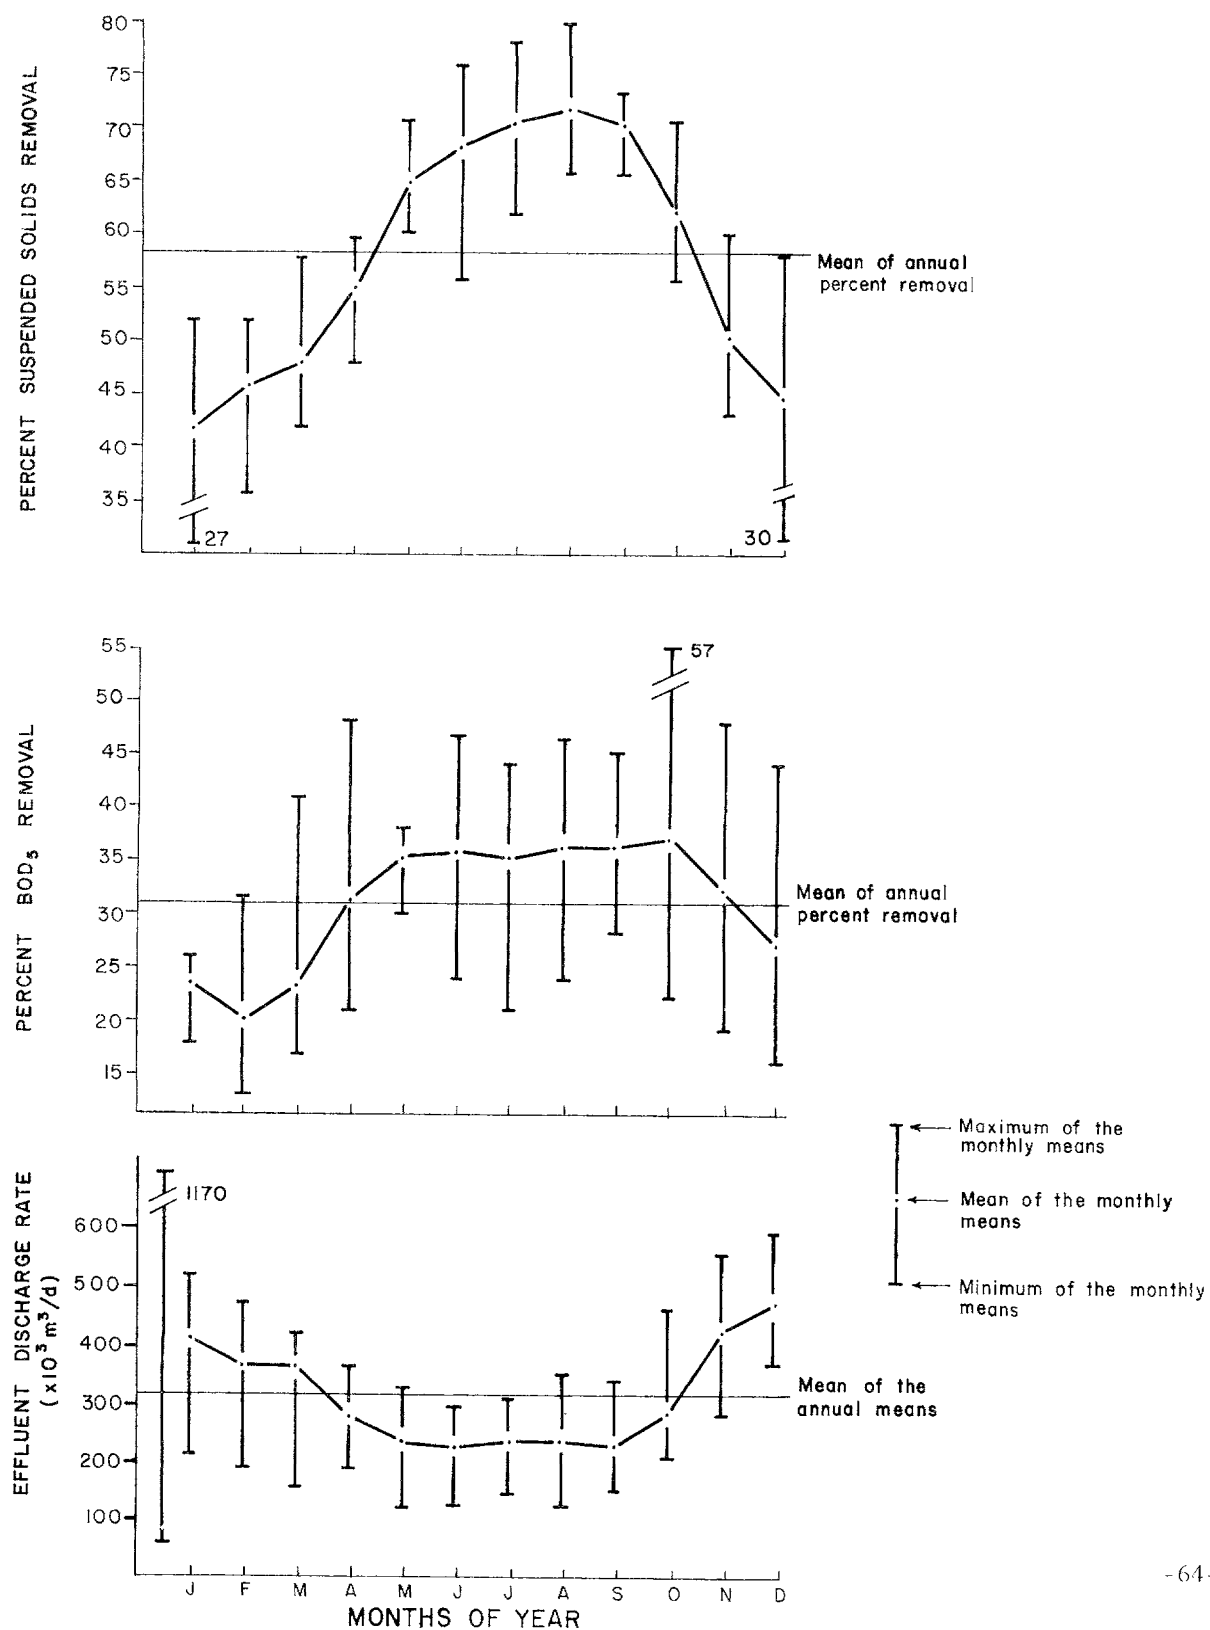 PERCENT SUSPENDED SOLIDS REMOVAL
80
75
70
65
60
55
50
45
40
35
27
30
Mean of annual
percent removal
PERCENT BOD₅ REMOVAL
55
50
45
40
35
30
25
20
15
57
Mean of annual
percent removal
EFFLUENT DISCHARGE RATE
(x10³ m³/d)
600
500
400
300
200
100
1170
Mean of the
annual means
Maximum of the
monthly means
Mean of the monthly
means
Minimum of the monthly
means
J F M A M J J A S O N D
MONTHS OF YEAR
-64-